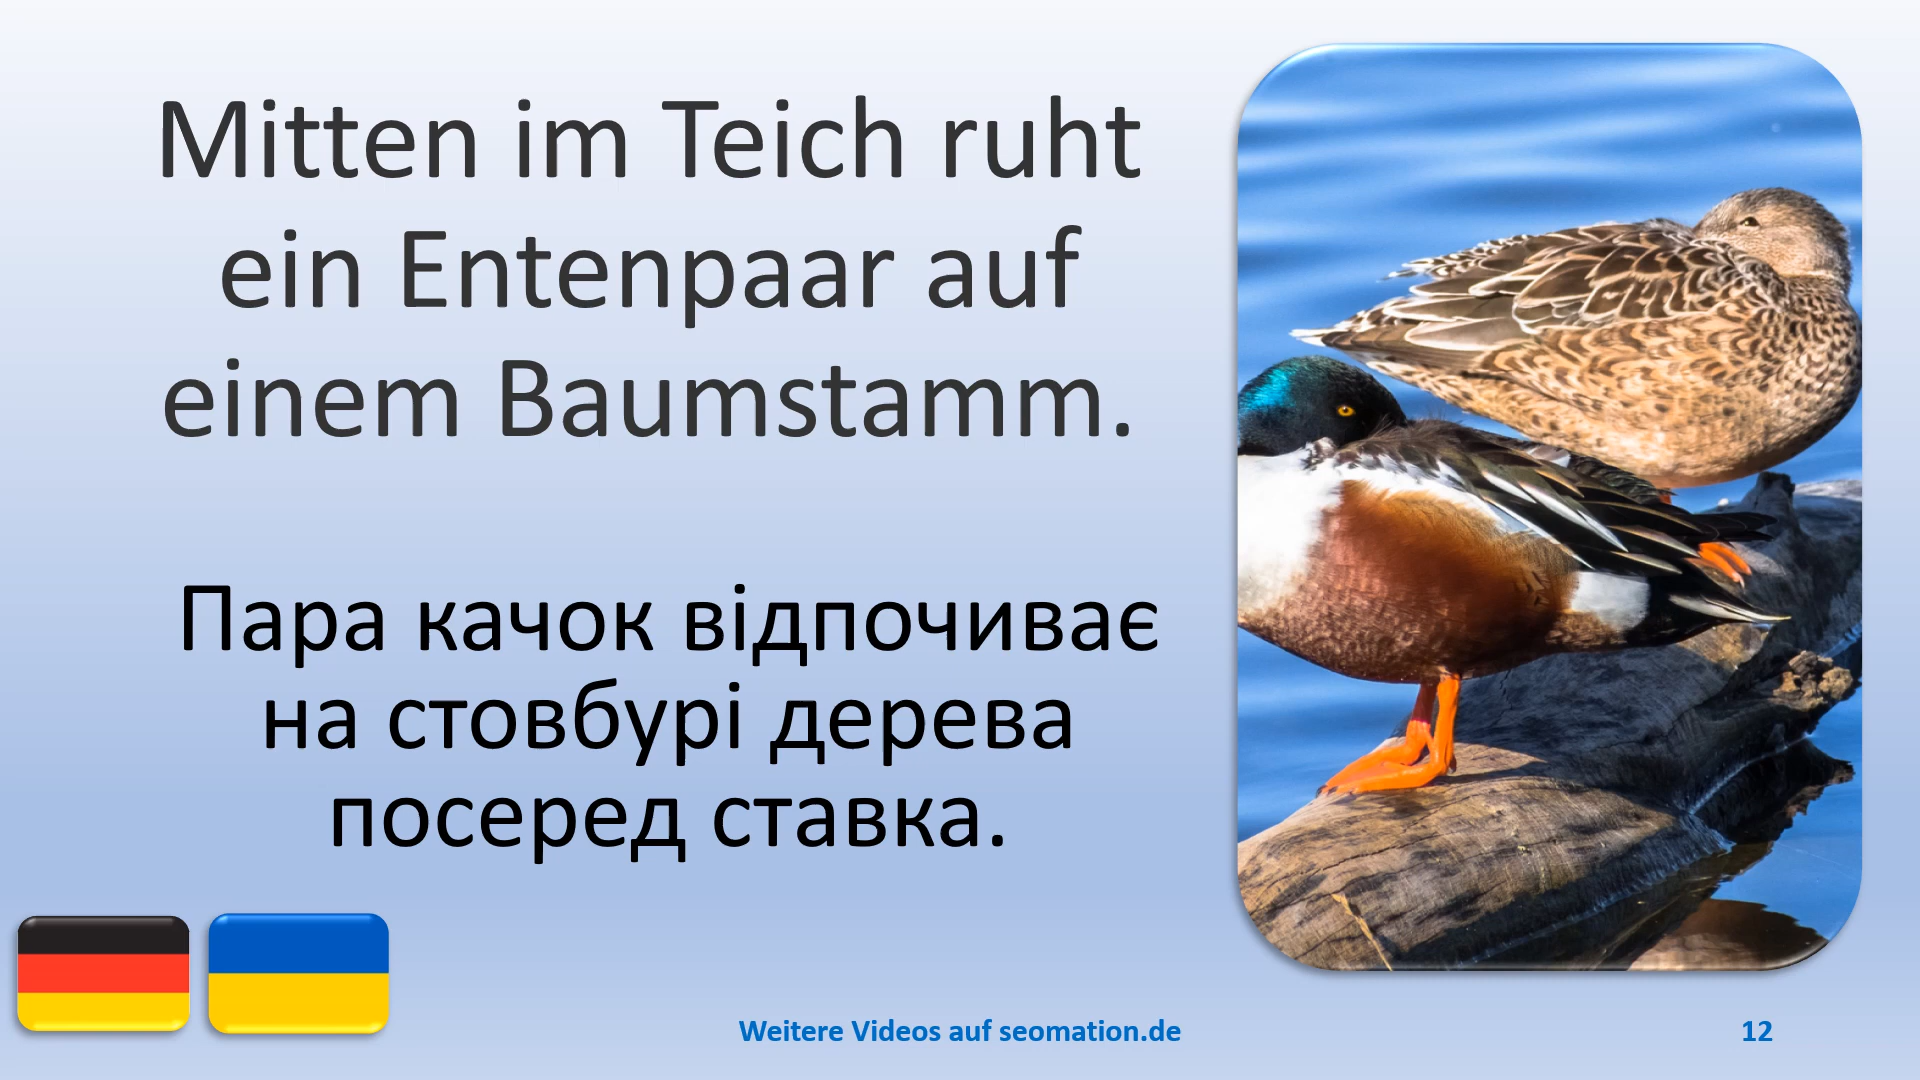 Mitten im Teich ruht
ein Entenpaar auf
einem Baumstamm.
Пара качок відпочиває
на стовбурі дерева
посеред ставка.
Weitere Videos auf seomation.de
12